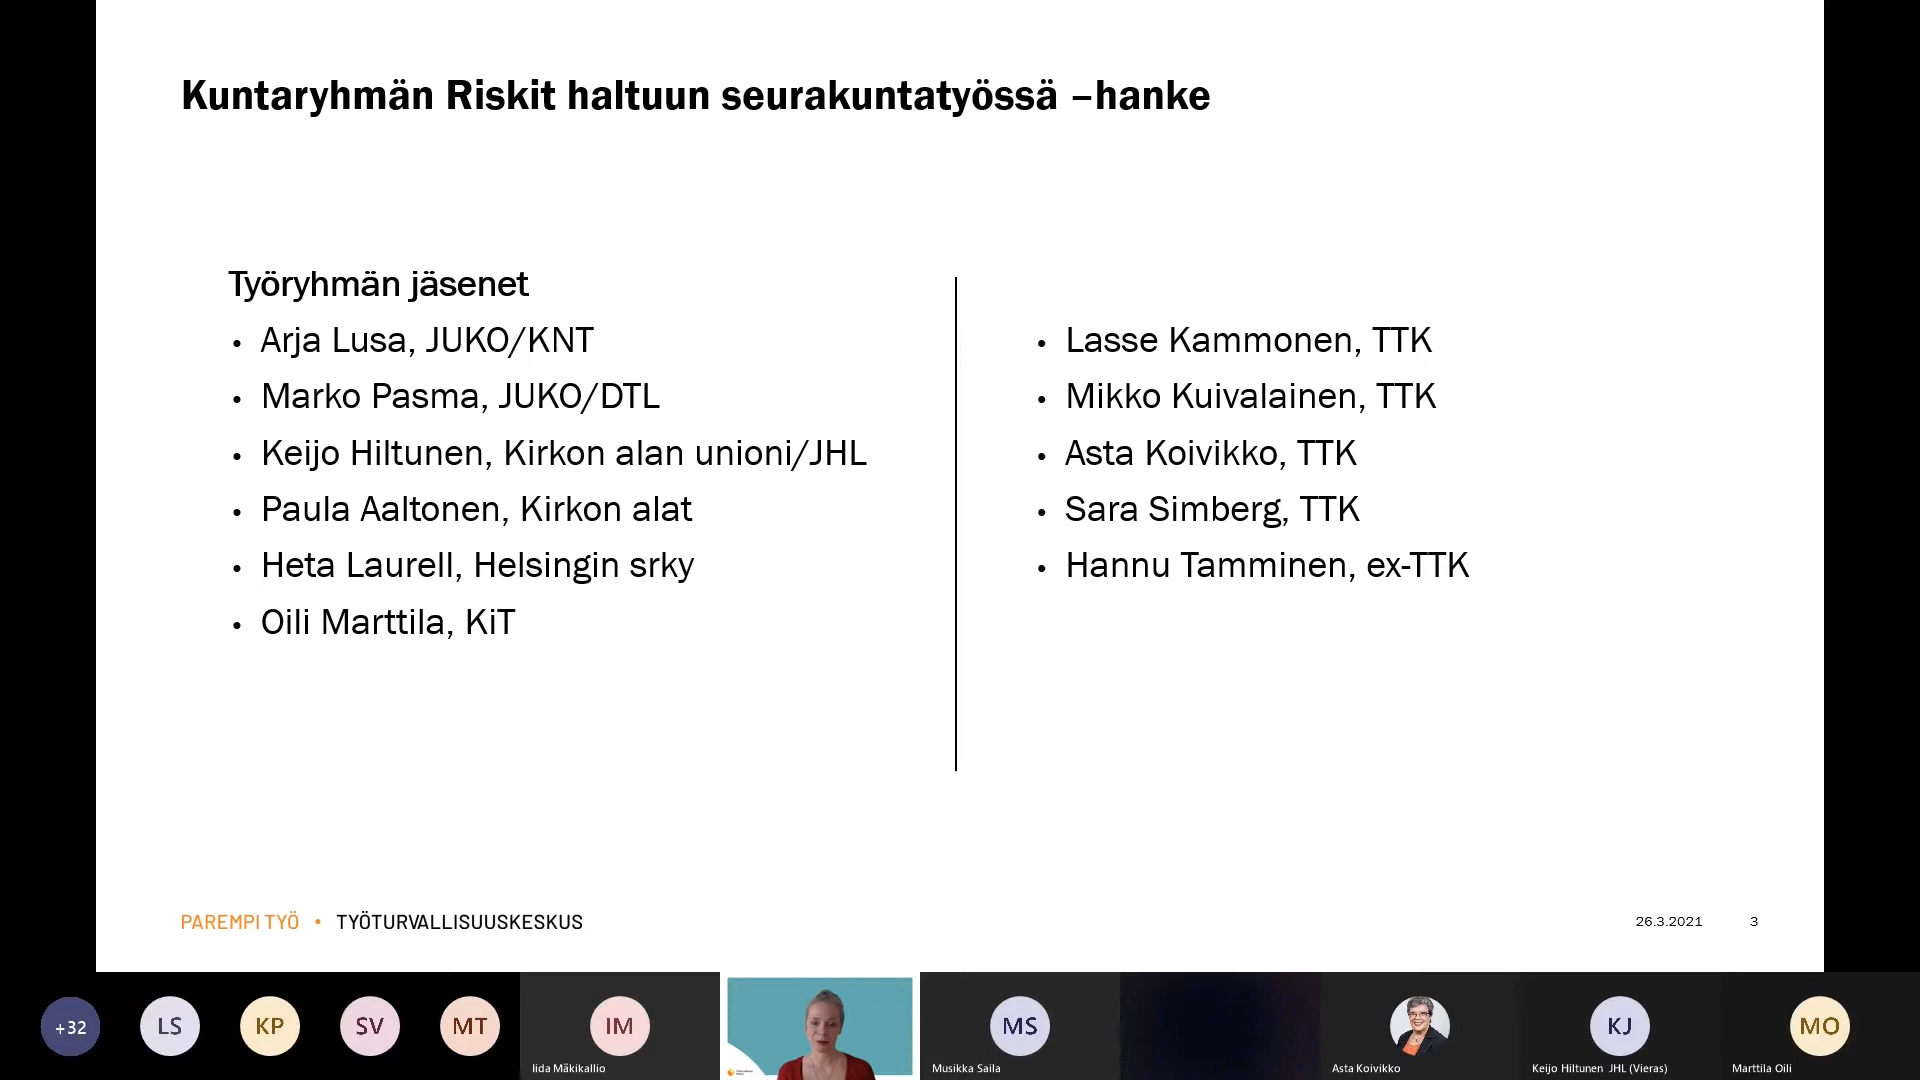 Kuntaryhmän Riskit haltuun seurakuntatyössä –hanke
Työryhmän jäsenet
• Arja Lusa, JUKO/KNT
• Marko Pasma, JUKO/DTL
• Keijo Hiltunen, Kirkon alan unioni/JHL
• Paula Aaltonen, Kirkon alat
• Heta Laurell, Helsingin srky
• Oili Marttila, KiT
• Lasse Kammonen, TTK
• Mikko Kuivalainen, TTK
• Asta Koivikko, TTK
• Sara Simberg, TTK
• Hannu Tamminen, ex-TTK
PAREMPI TYÖ • TYÖTURVALLISUUSKESKUS
26.3.2021 3
+32 LS KP SV MT IM MS KJ MO
Iida Mäkikallio Musikka Saila Asta Koivikko Keijo Hiltunen JHL (Vieras) Marttila Oili